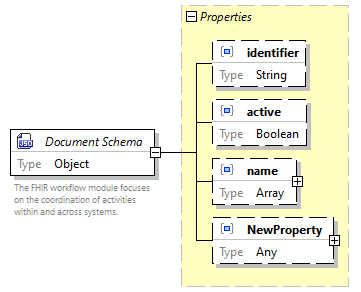 Properties
identifier
Type String
active
Type Boolean
JSO Document Schema
Type Object
The FHIR workflow module focuses
on the coordination of activities
within and across systems.
name
Type Array
NewProperty
Type Any